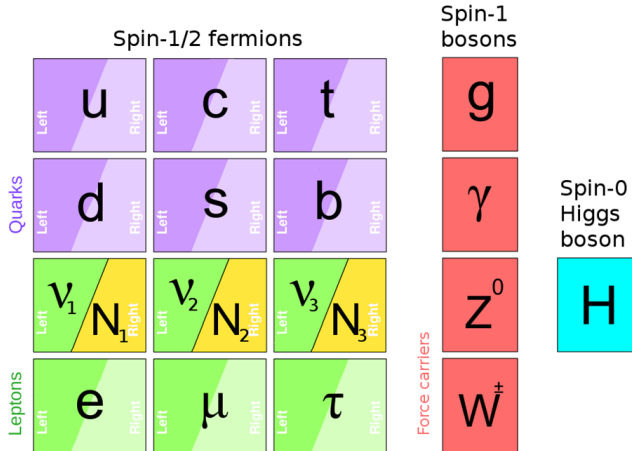 Spin-1/2 fermions
Spin-1
bosons
Left u Right
Left c Right
Left t Right
g
Quarks
Left d Right
Left s Right
Left b Right
γ
Spin-0
Higgs
boson
Left ν1 N1 Right
Left ν2 N2 Right
Left ν3 N3 Right
Z0
H
Leptons
Left e Right
Left μ Right
Left τ Right
Force carriers
W±